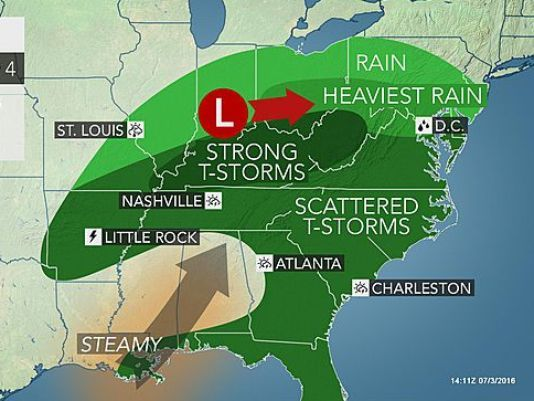 4
RAIN
HEAVIEST RAIN
L
ST. LOUIS
D.C.
STRONG
T-STORMS
NASHVILLE
SCATTERED
T-STORMS
LITTLE ROCK
ATLANTA
CHARLESTON
STEAMY
14:11Z 07/3/2016